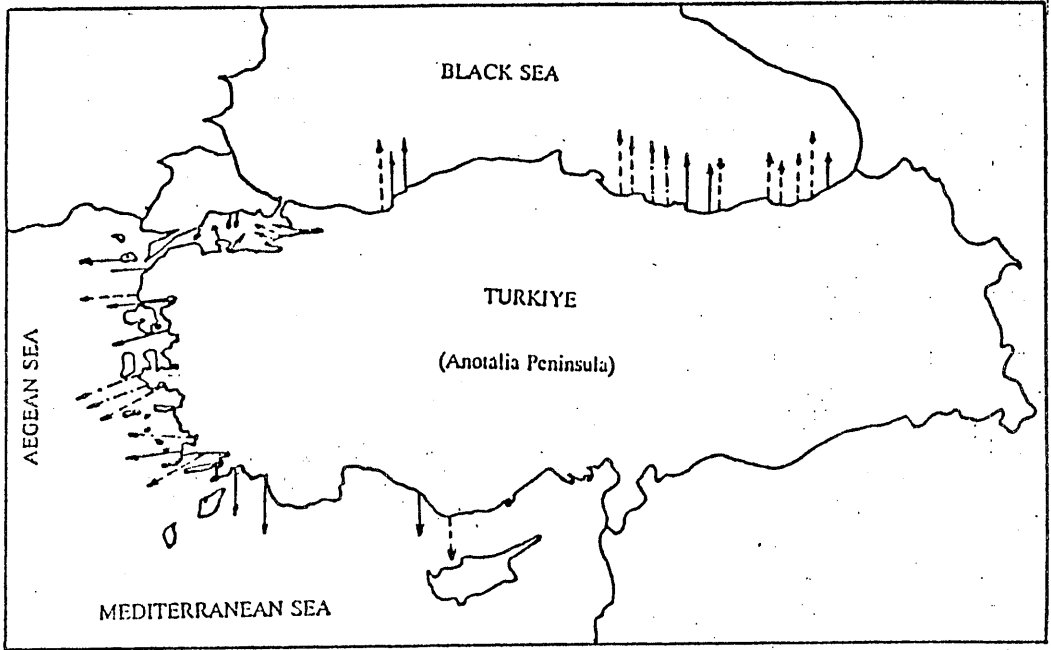 BLACK SEA
TURKIYE
(Anotalia Peninsula)
AEGEAN SEA
MEDITERRANEAN SEA